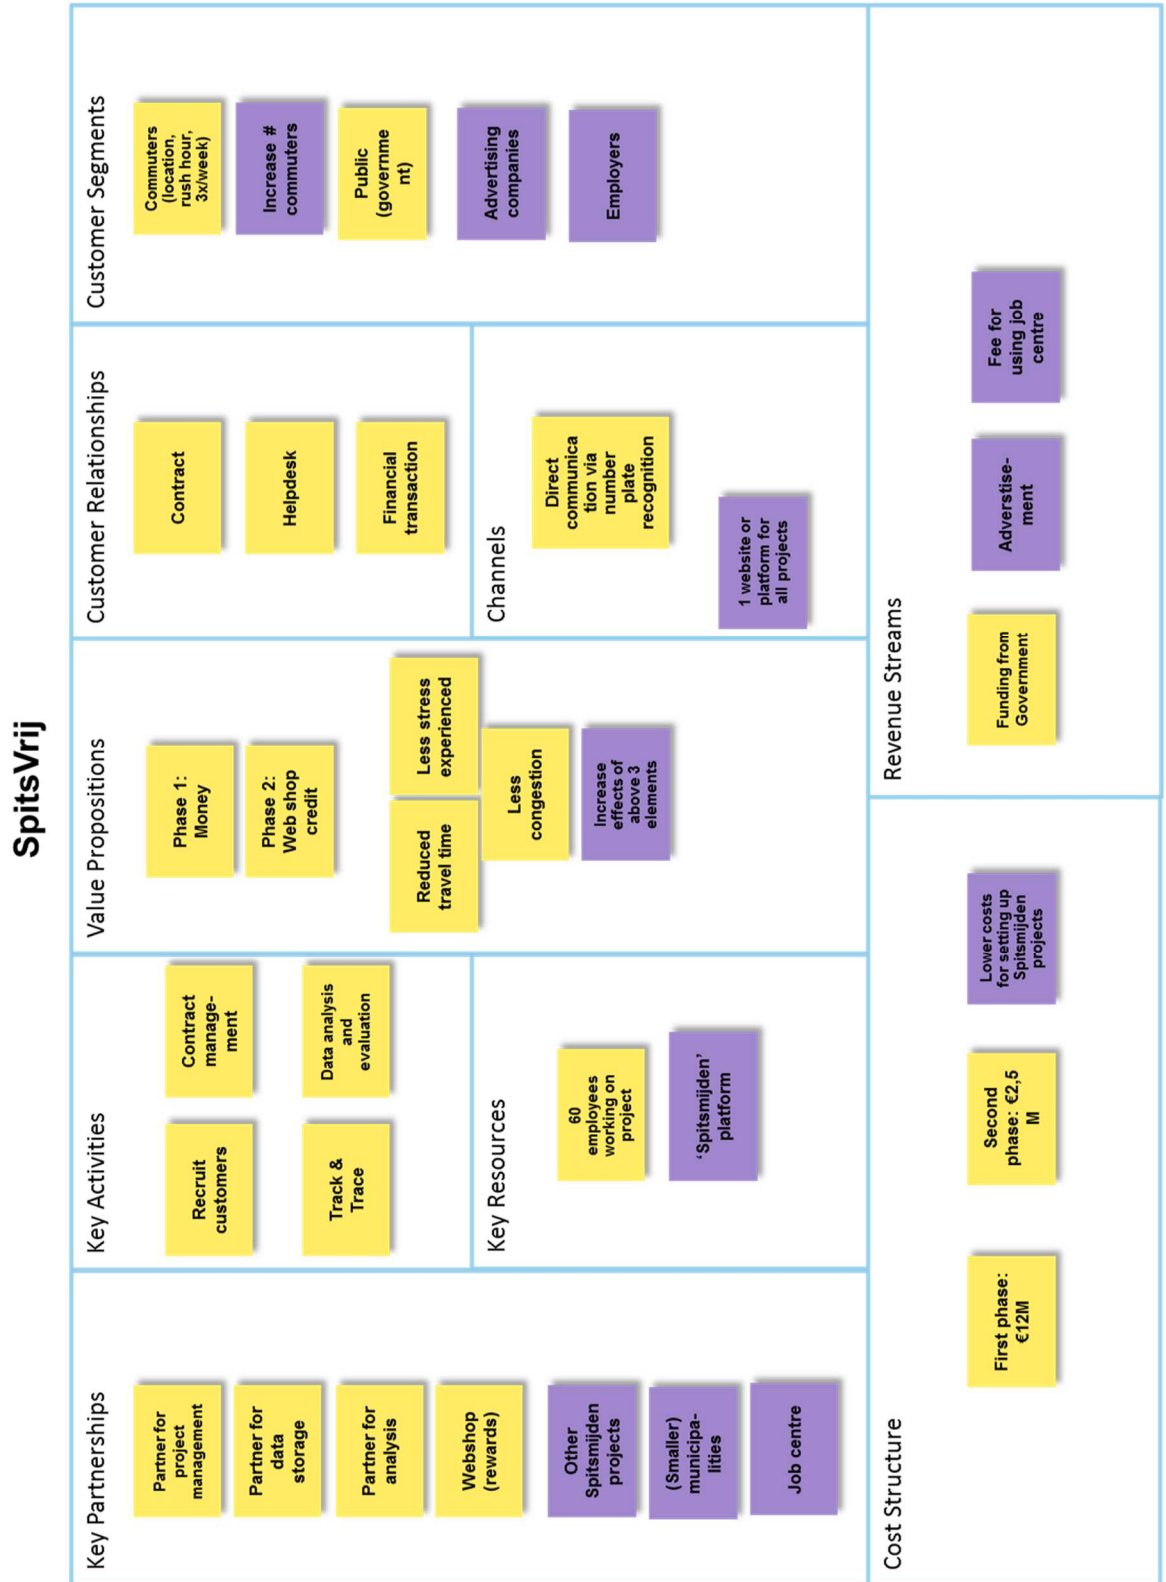 SpitsVrij
Key Partnerships
Partner for
project
management
Partner for
data
storage
Partner for
analysis
Webshop
(rewards)
Other
Spitsmijden
projects
(Smaller)
municipa-
lities
Job centre
Key Activities
Recruit
customers
Contract
manage-
ment
Track &
Trace
Data analysis
and
evaluation
Key Resources
60
employees
working on
project
‘Spitsmijden’
platform
Value Propositions
Phase 1:
Money
Phase 2:
Web shop
credit
Reduced
travel time
Less stress
experienced
Less
congestion
Increase
effects of
above 3
elements
Customer Relationships
Contract
Helpdesk
Financial
transaction
Channels
Direct
communica
tion via
number
plate
recognition
1 website or
platform for
all projects
Customer Segments
Commuters
(location,
rush hour,
3x/week)
Increase #
commuters
Public
(governme
nt)
Advertising
companies
Employers
Cost Structure
First phase:
€12M
Second
phase: €2,5
M
Lower costs
for setting up
Spitsmijden
projects
Revenue Streams
Funding from
Government
Adverstise-
ment
Fee for
using job
centre